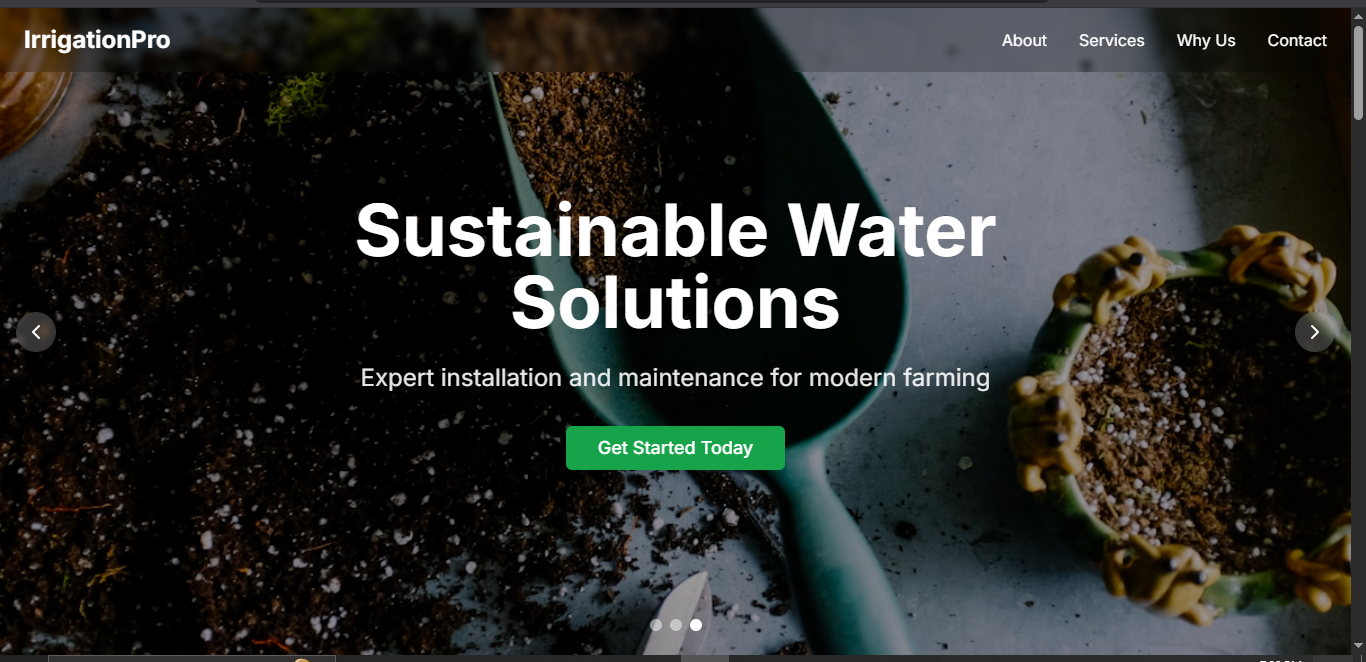 IrrigationPro
About Services Why Us Contact
Sustainable Water
Solutions
Expert installation and maintenance for modern farming
Get Started Today